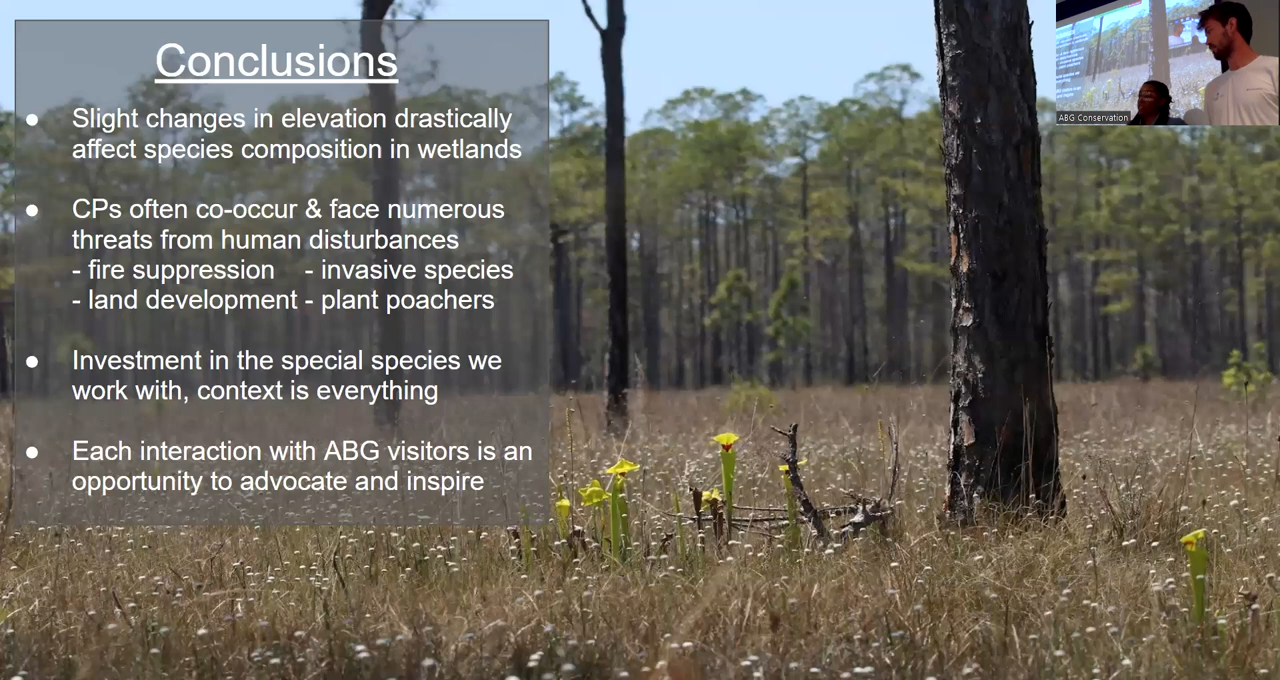 Conclusions
● Slight changes in elevation drastically
affect species composition in wetlands
● CPs often co-occur & face numerous
threats from human disturbances
- fire suppression - invasive species
- land development - plant poachers
● Investment in the special species we
work with, context is everything
● Each interaction with ABG visitors is an
opportunity to advocate and inspire
ABG Conservation